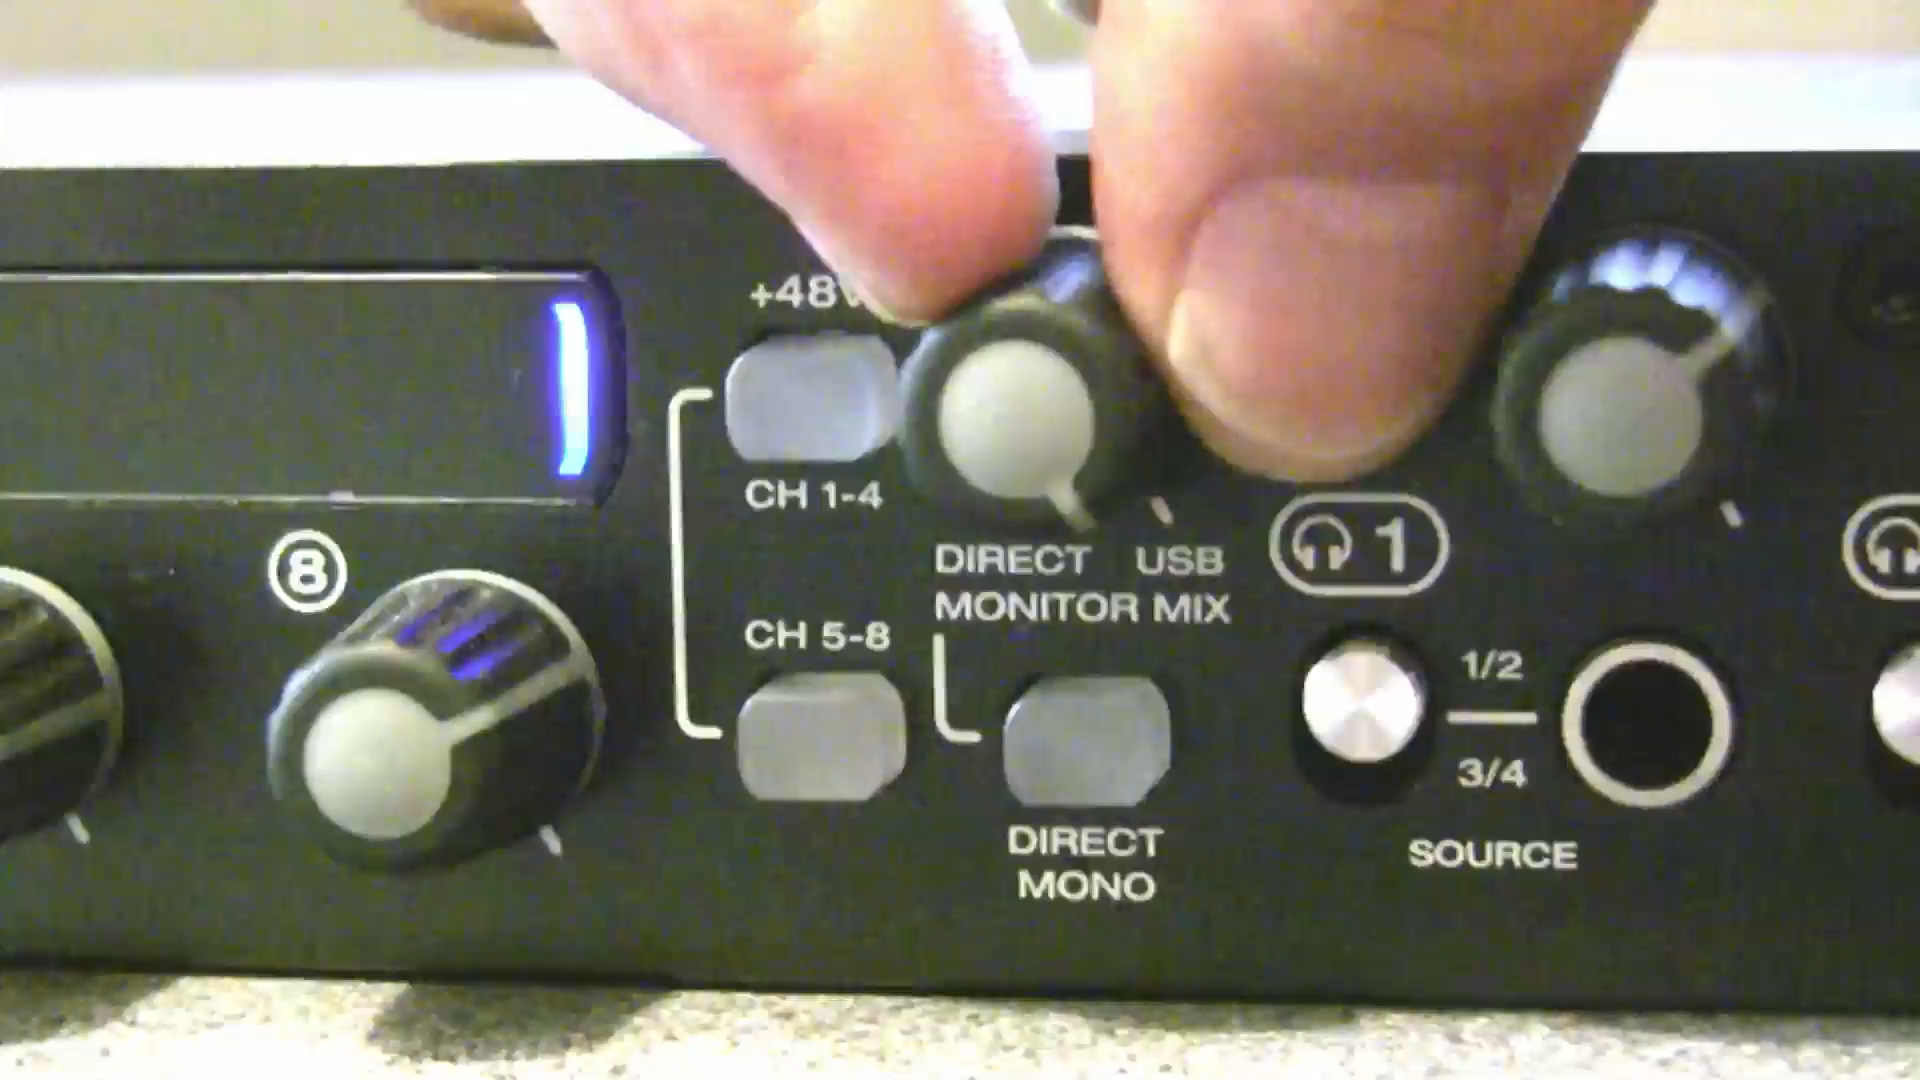 +48V
CH 1-4
8
CH 5-8
DIRECT USB
MONITOR MIX
DIRECT
MONO
1
1/2
3/4
SOURCE